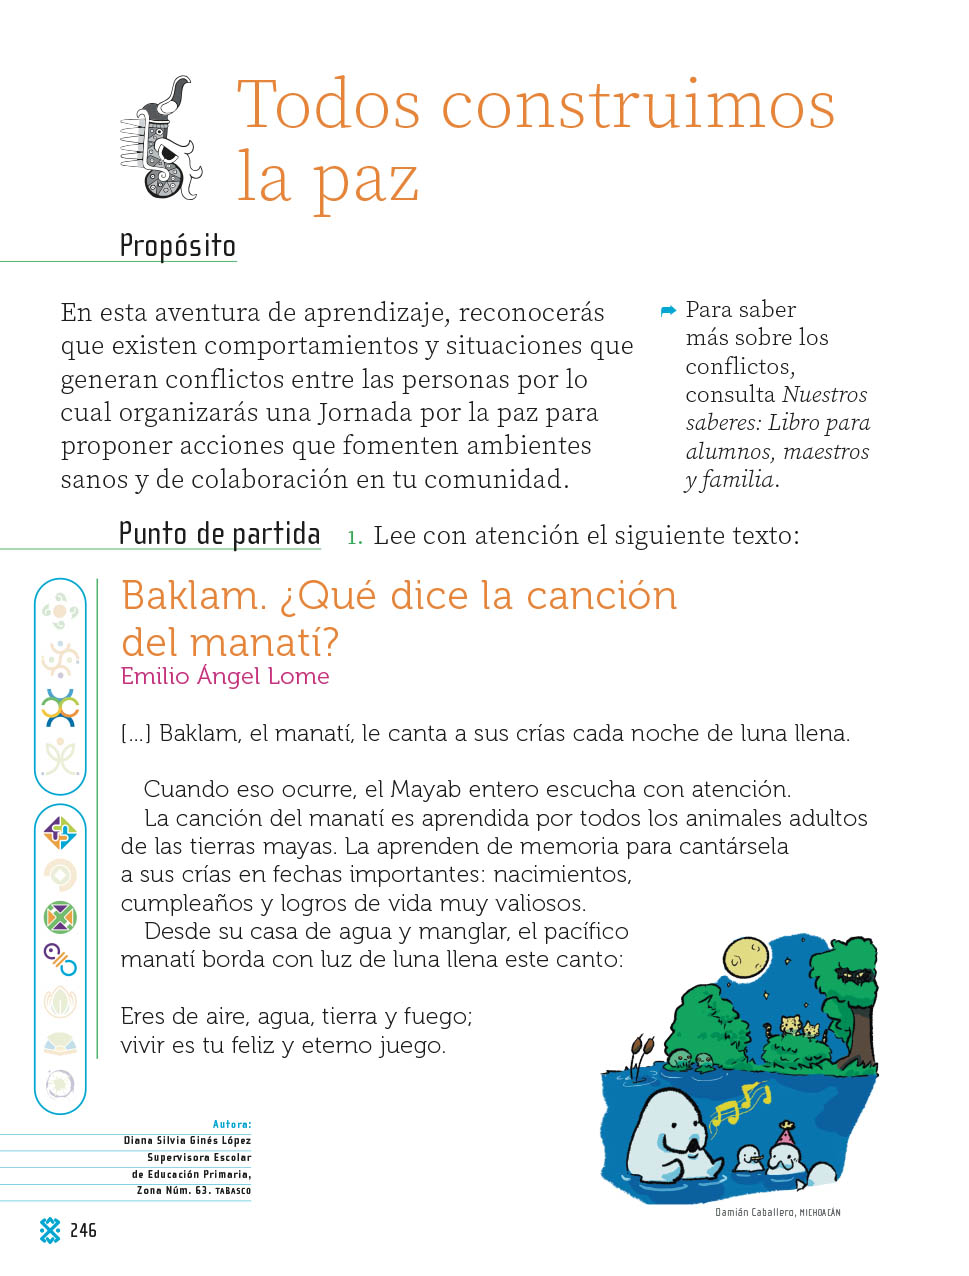 Todos construimos
la paz
Propósito
En esta aventura de aprendizaje, reconocerás
que existen comportamientos y situaciones que
generan conflictos entre las personas por lo
cual organizarás una Jornada por la paz para
proponer acciones que fomenten ambientes
sanos y de colaboración en tu comunidad.
Para saber
más sobre los
conflictos,
consulta Nuestros
saberes: Libro para
alumnos, maestros
y familia.
Punto de partida
1. Lee con atención el siguiente texto:
Baklam. ¿Qué dice la canción
del manatí?
Emilio Ángel Lome
[...] Baklam, el manatí, le canta a sus crías cada noche de luna llena.
Cuando eso ocurre, el Mayab entero escucha con atención.
La canción del manatí es aprendida por todos los animales adultos
de las tierras mayas. La aprenden de memoria para cantársela
a sus crías en fechas importantes: nacimientos,
cumpleaños y logros de vida muy valiosos.
Desde su casa de agua y manglar, el pacífico
manatí borda con luz de luna llena este canto:
Eres de aire, agua, tierra y fuego;
vivir es tu feliz y eterno juego.
Autora:
Diana Silvia Ginés López
Supervisora Escolar
de Educación Primaria,
Zona Núm. 63. TABASCO
Damián Caballero, MICHOACÁN
246